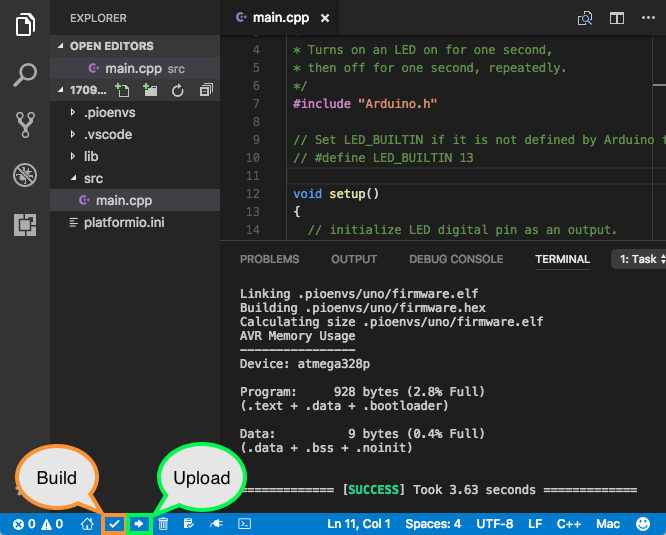 EXPLORER
OPEN EDITORS
main.cpp src
1709...
.pioenvs
.vscode
lib
src
main.cpp
platformio.ini
main.cpp
4 * Turns on an LED on for one second,
5 * then off for one second, repeatedly.
6 */
7 #include "Arduino.h"
8
9 // Set LED_BUILTIN if it is not defined by Arduino f
10 // #define LED_BUILTIN 13
11
12 void setup()
13 {
14 // initialize LED digital pin as an output.
PROBLEMS OUTPUT DEBUG CONSOLE TERMINAL 1: Task
Linking .pioenvs/uno/firmware.elf
Building .pioenvs/uno/firmware.hex
Calculating size .pioenvs/uno/firmware.elf
AVR Memory Usage
----------------
Device: atmega328p
Program: 928 bytes (2.8% Full)
(.text + .data + .bootloader)
Data: 9 bytes (0.4% Full)
(.data + .bss + .noinit)
============= [SUCCESS] Took 3.63 seconds =============
Build
Upload
0 0 Ln 11, Col 1 Spaces: 4 UTF-8 LF C++ Mac